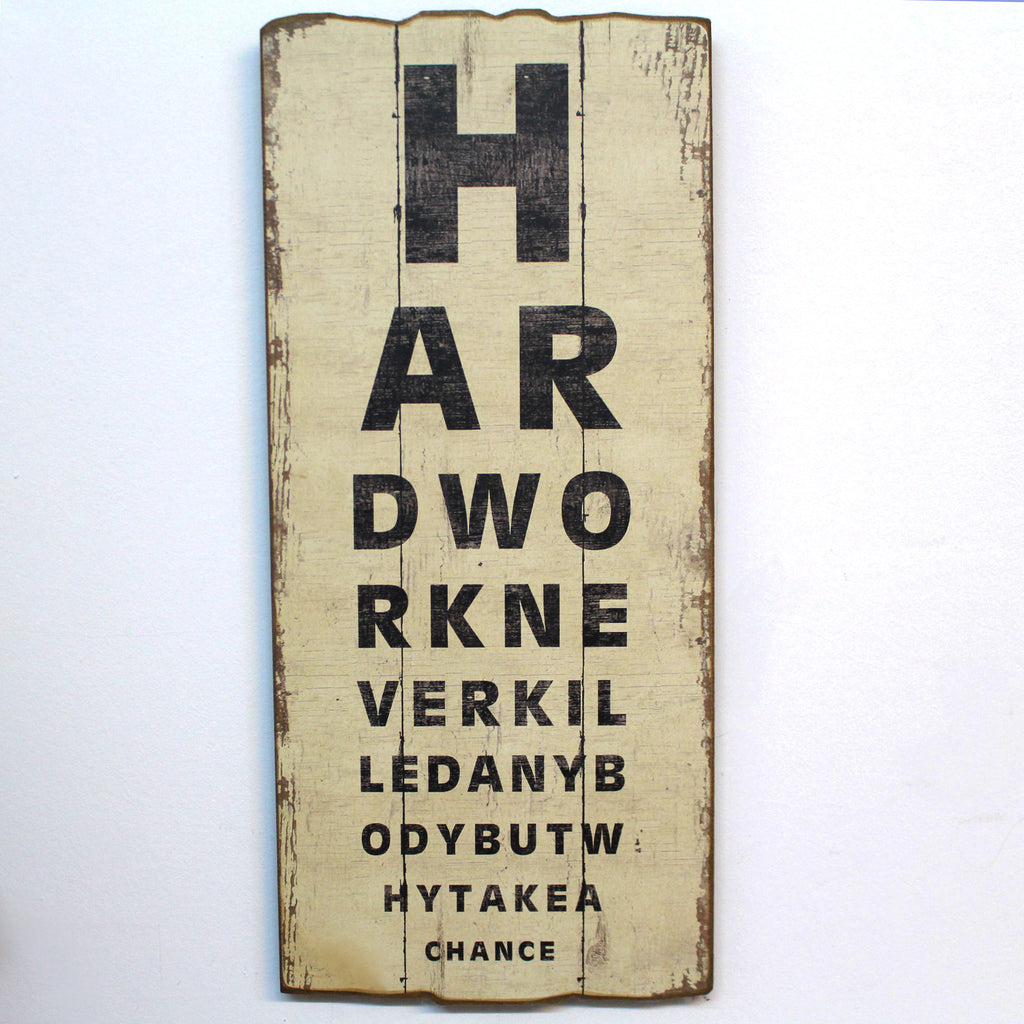 H
AR
DWO
RKNE
VERKIL
LEDANYB
ODYBUTW
HYTAKEA
CHANCE